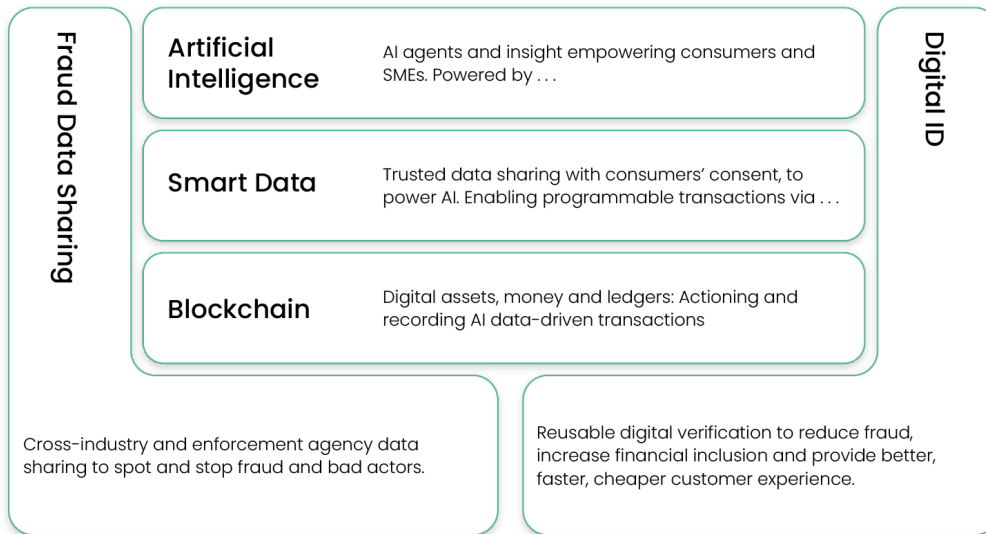 Fraud Data Sharing
Artificial
Intelligence
AI agents and insight empowering consumers and
SMEs. Powered by . . .
Smart Data
Trusted data sharing with consumers’ consent, to
power AI. Enabling programmable transactions via . . .
Blockchain
Digital assets, money and ledgers: Actioning and
recording AI data-driven transactions
Digital ID
Cross-industry and enforcement agency data
sharing to spot and stop fraud and bad actors.
Reusable digital verification to reduce fraud,
increase financial inclusion and provide better,
faster, cheaper customer experience.